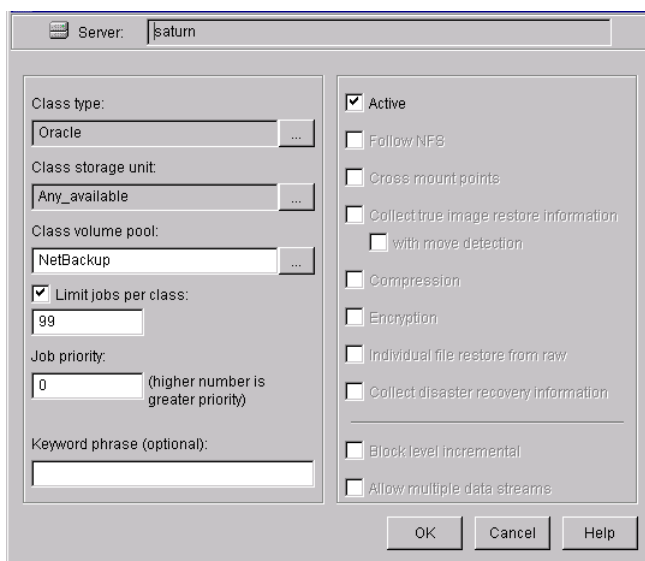 Server: saturn
Class type:
Oracle
...
Class storage unit:
Any_available
...
Class volume pool:
NetBackup
...
Limit jobs per class:
99
Job priority:
0
(higher number is
greater priority)
Keyword phrase (optional):
Active
Follow NFS
Cross mount points
Collect true image restore information
with move detection
Compression
Encryption
Individual file restore from raw
Collect disaster recovery information
Block level incremental
Allow multiple data streams
OK Cancel Help